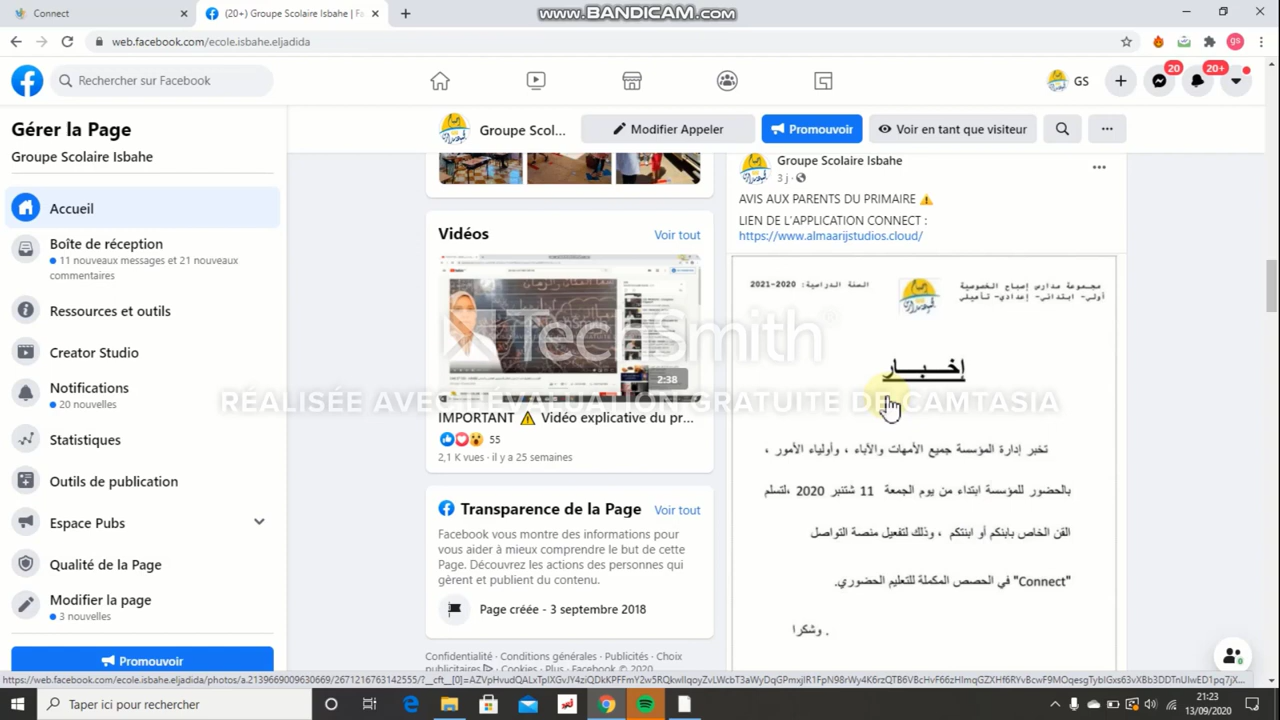 Connect
(20+) Groupe Scolaire Isbahe | Fa
www.BANDICAM.com
web.facebook.com/ecole.isbahe.eljadida
gs
Rechercher sur Facebook
GS
20
20+
Gérer la Page
Groupe Scolaire Isbahe
Groupe Scol...
Modifier Appeler
Promouvoir
Voir en tant que visiteur
Accueil
Boîte de réception
11 nouveaux messages et 21 nouveaux
commentaires
Ressources et outils
Creator Studio
Notifications
20 nouvelles
Statistiques
Outils de publication
Espace Pubs
Qualité de la Page
Modifier la page
3 nouvelles
Promouvoir
Vidéos
Voir tout
2:38
TechSmith
RÉALISÉE AVEC L'ÉVALUATION GRATUITE DE CAMTASIA
IMPORTANT ⚠ Vidéo explicative du pr...
55
2,1 K vues · il y a 25 semaines
Transparence de la Page
Voir tout
Facebook vous montre des informations pour
vous aider à mieux comprendre le but de cette
Page. Découvrez les actions des personnes qui
gèrent et publient du contenu.
Page créée - 3 septembre 2018
Confidentialité · Conditions générales · Publicités · Choix
publicitaires · Cookies · Plus · Facebook © 2020
Groupe Scolaire Isbahe
3 j ·
AVIS AUX PARENTS DU PRIMAIRE ⚠
LIEN DE L'APPLICATION CONNECT :
https://www.almaarijstudios.cloud/
مجموعة مدارس إصباح الخصوصية
أولي- ابتدائي- إعدادي- تأهيلي
السنة الدراسية: 2020-2021
إخـــبـــار
تخبر إدارة المؤسسة جميع الأمهات والآباء ، وأولياء الأمور ،
بالحضور للمؤسسة ابتداء من يوم الجمعة 11 شتنبر 2020 ،لتسلم
القن الخاص بابنكم أو ابنتكم ، وذلك لتفعيل منصة التواصل
"Connect" في الحصص المكملة للتعليم الحضوري.
وشكرا .
Taper ici pour rechercher
21:23
13/09/2020